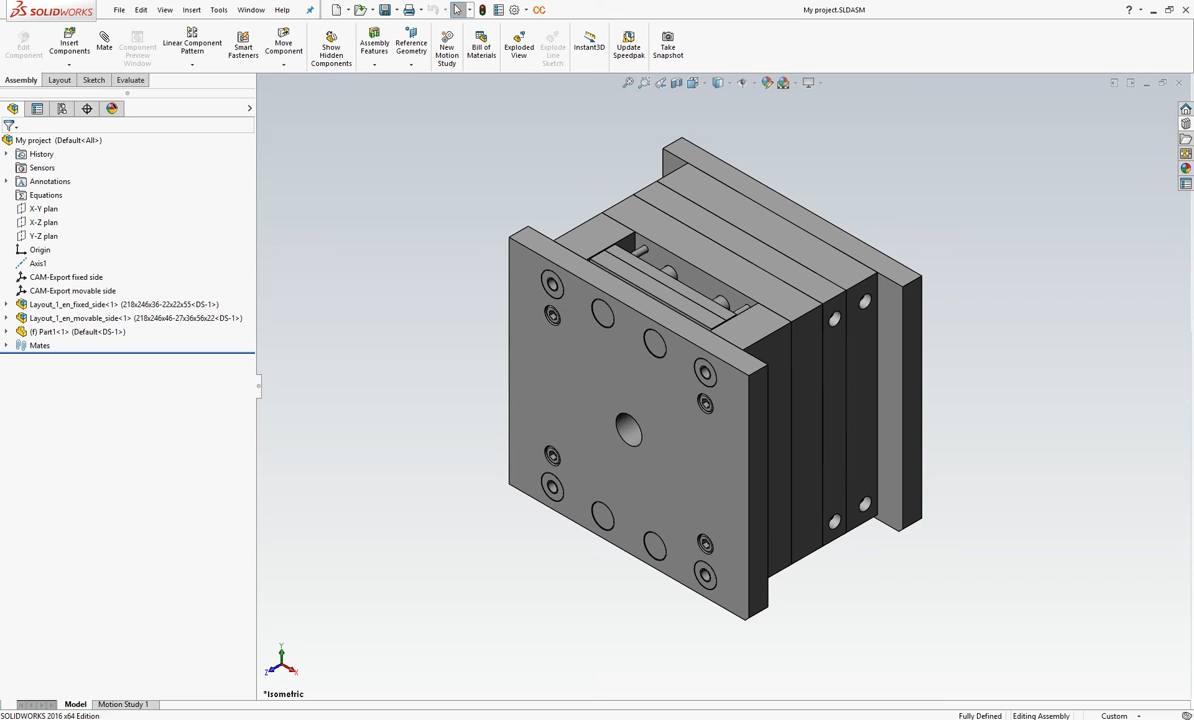 SOLIDWORKS File Edit View Insert Tools Window Help My project.SLDASM ?
Edit Component
Insert Components
Mate
Component Preview Window
Linear Component Pattern
Smart Fasteners
Move Component
Show Hidden Components
Assembly Features
Reference Geometry
New Motion Study
Bill of Materials
Exploded View
Explode Line Sketch
Instant3D
Update Speedpak
Take Snapshot
Assembly Layout Sketch Evaluate
My project (Default<All>)
History
Sensors
Annotations
Equations
X-Y plan
X-Z plan
Y-Z plan
Origin
Axis1
CAM-Export fixed side
CAM-Export movable side
Layout_1_en_fixed_side<1> (218x246x36-22x22x55<DS-1>)
Layout_1_en_movable_side<1> (218x246x46-27x36x56x22<DS-1>)
(f) Part1<1> (Default<DS-1>)
Mates
Y
Z X
*Isometric
Model Motion Study 1
SOLIDWORKS 2016 x64 Edition Fully Defined Editing Assembly Custom